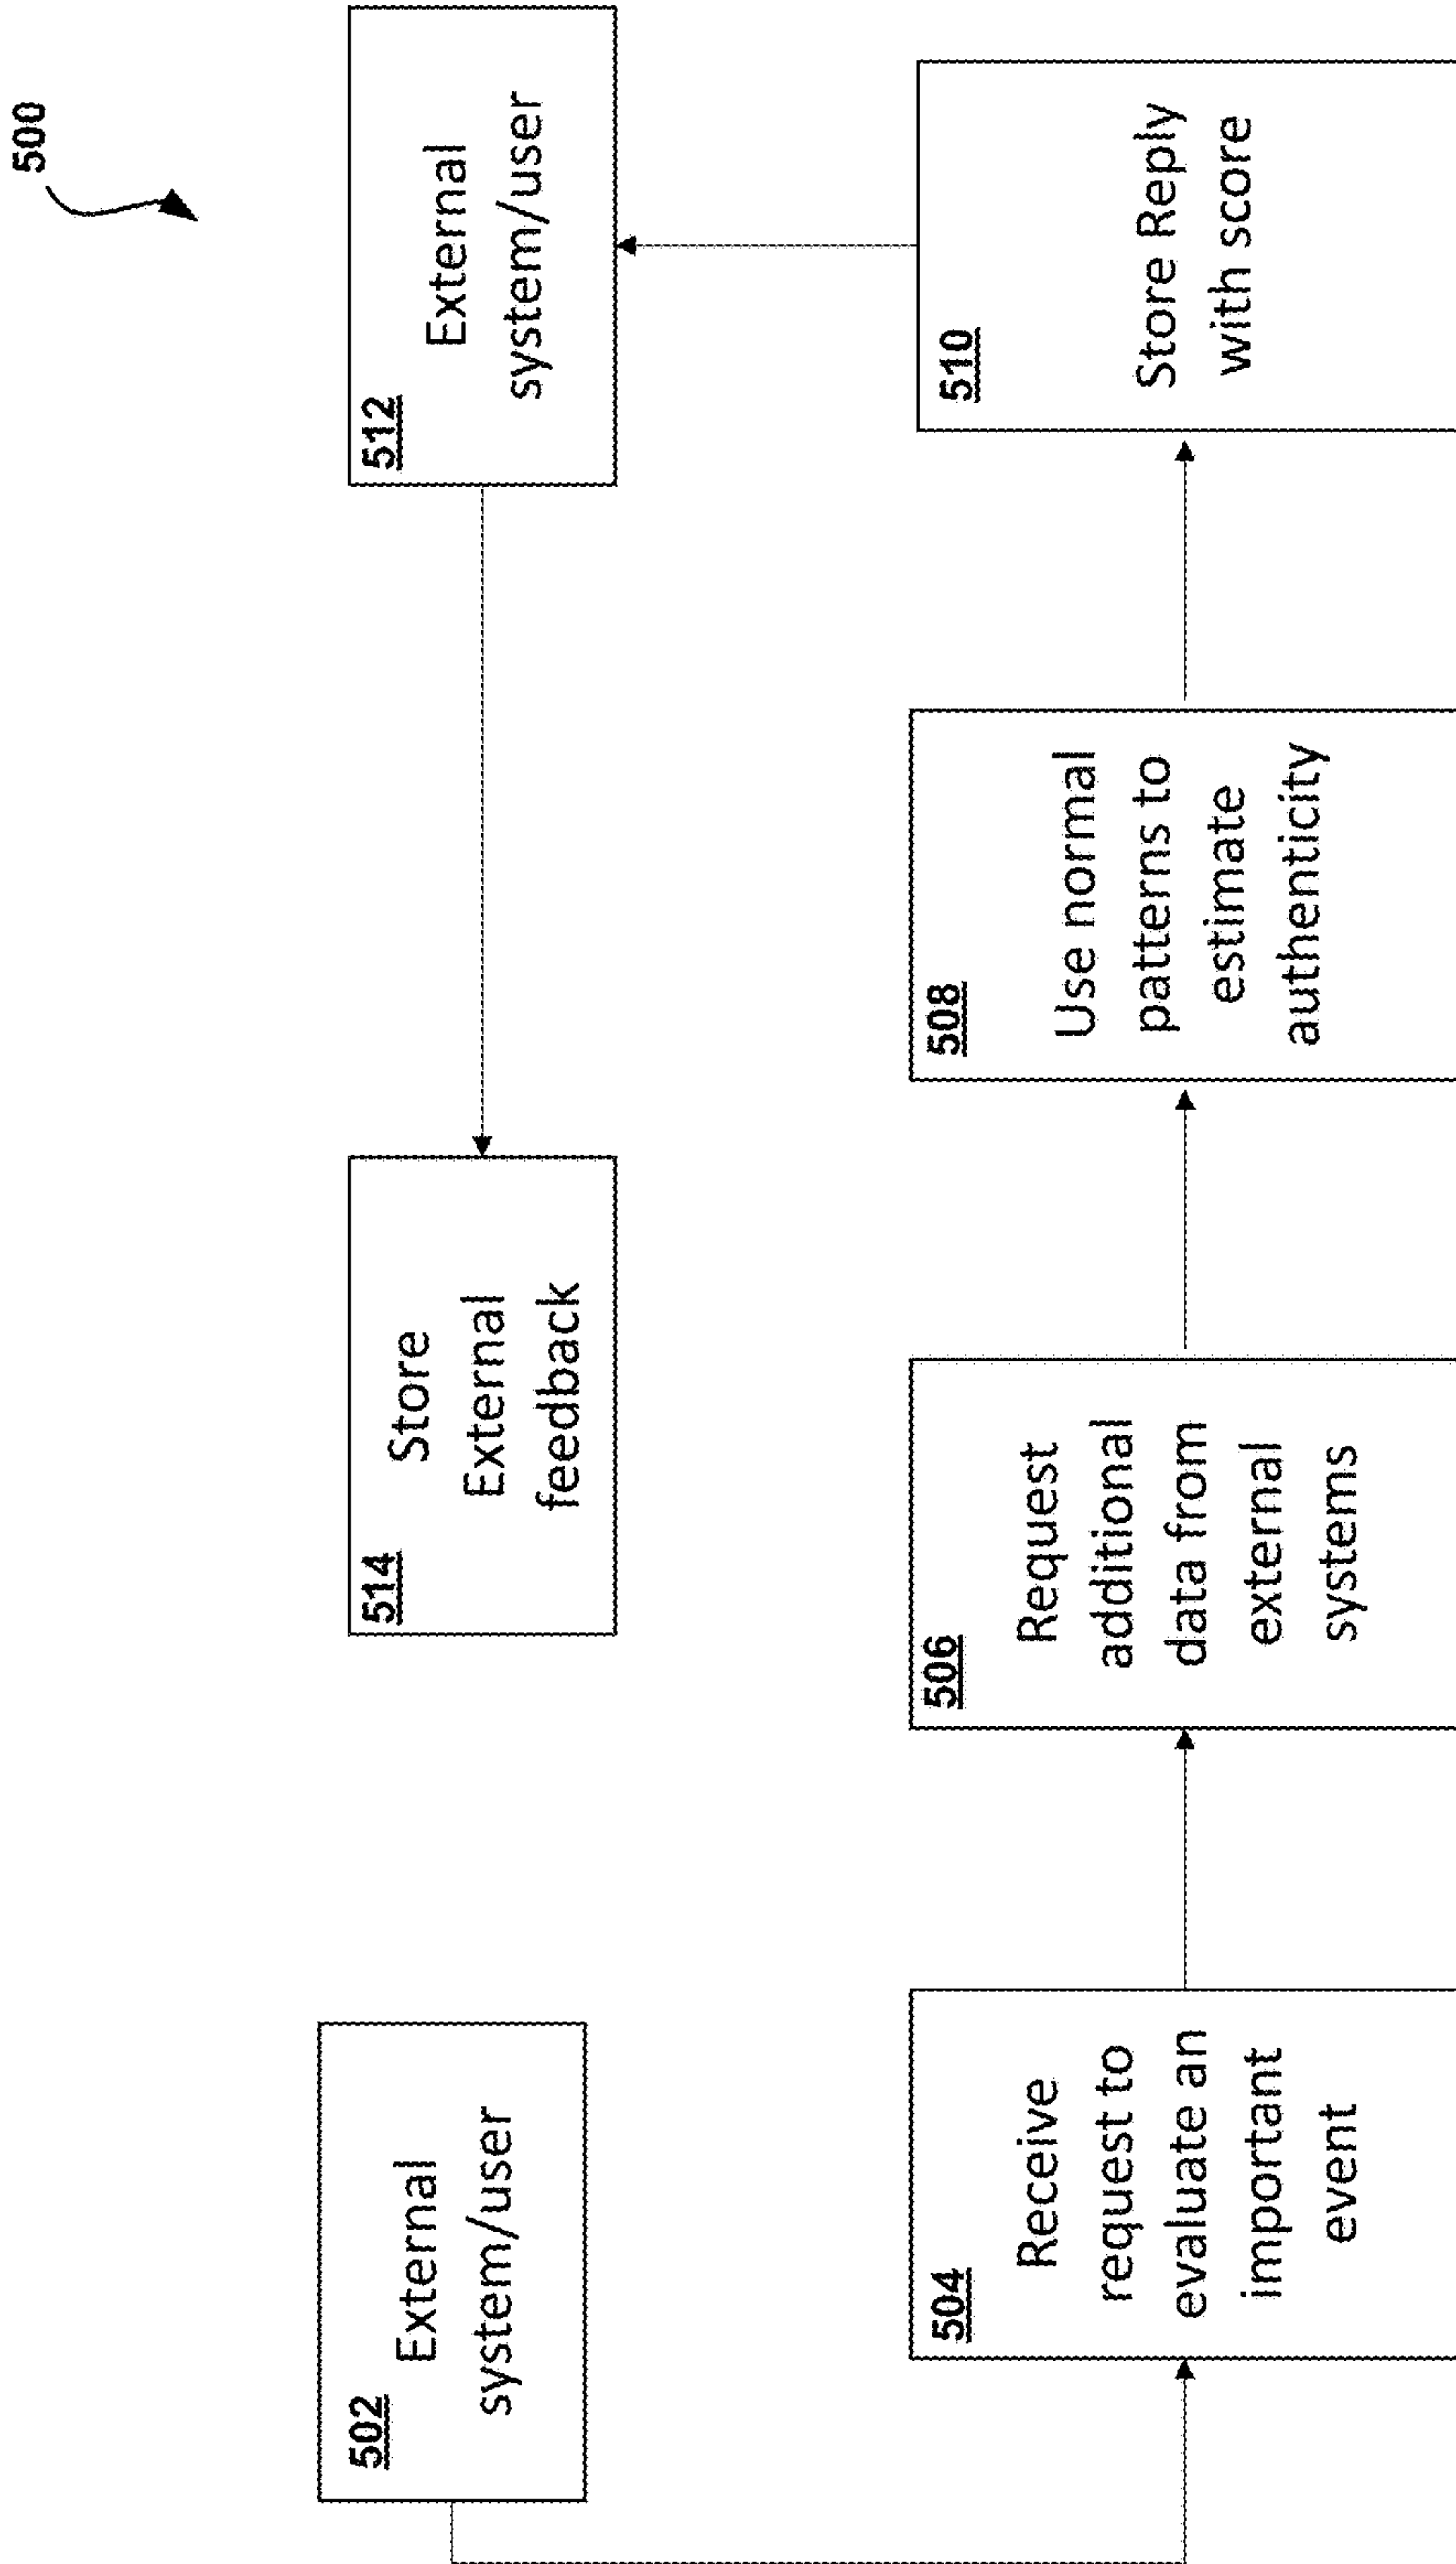 500
502
External
system/user
514
Store
External
feedback
512
External
system/user
504
Receive
request to
evaluate an
important
event
506
Request
additional
data from
external
systems
508
Use normal
patterns to
estimate
authenticity
510
Store Reply
with score